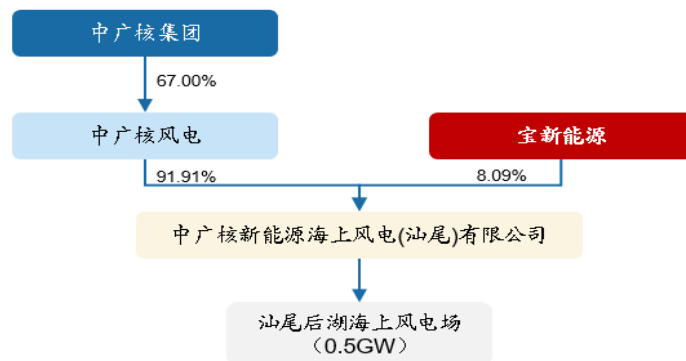 中广核集团
67.00%
中广核风电
宝新能源
91.91%
8.09%
中广核新能源海上风电(汕尾)有限公司
汕尾后湖海上风电场
（0.5GW）